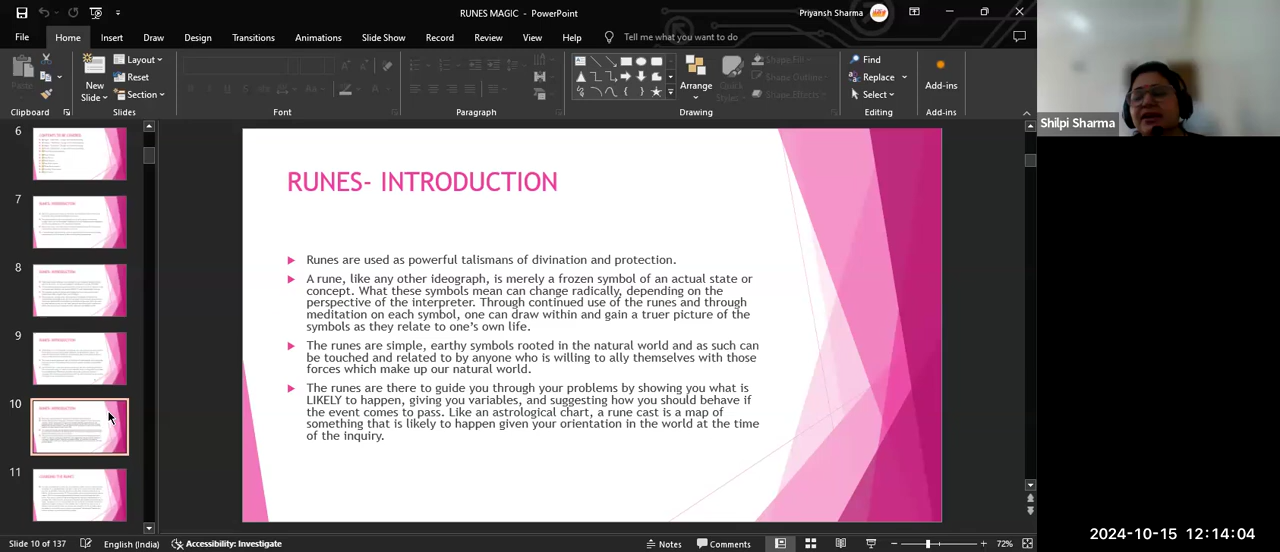 RUNES MAGIC - PowerPoint
Priyansh Sharma
File Home Insert Draw Design Transitions Animations Slide Show Record Review View Help Tell me what you want to do
Paste
New
Slide
Layout
Reset
Section
Arrange
Quick
Styles
Shape Fill
Shape Outline
Shape Effects
Find
Replace
Select
Add-ins
Clipboard Slides Font Paragraph Drawing Editing Add-ins
Shilpi Sharma
6
7
8
9
10
11
RUNES- INTRODUCTION
Runes are used as powerful talismans of divination and protection.
A rune, like any other ideograph, is merely a frozen symbol of an actual state or
concept. What these symbols mean can change radically, depending on the
perspective of the interpreter. Through continued use of the runes and through
meditation on each symbol, one can draw within and gain a truer picture of the
symbols as they relate to one's own life.
The runes are simple, earthy symbols rooted in the natural world and as such can
be touched and related to by anyone who is willing to ally themselves with those
forces which make up our natural world.
The runes are there to guide you through your problems by showing you what is
LIKELY to happen, giving you variables, and suggesting how you should behave if
the event comes to pass. Like an astrological chart, a rune cast is a map of
something that is likely to happen given your orientation in the world at the time
of the inquiry.
Slide 10 of 137 English (India) Accessibility: Investigate Notes Comments 72%
2024-10-15 12:14:04